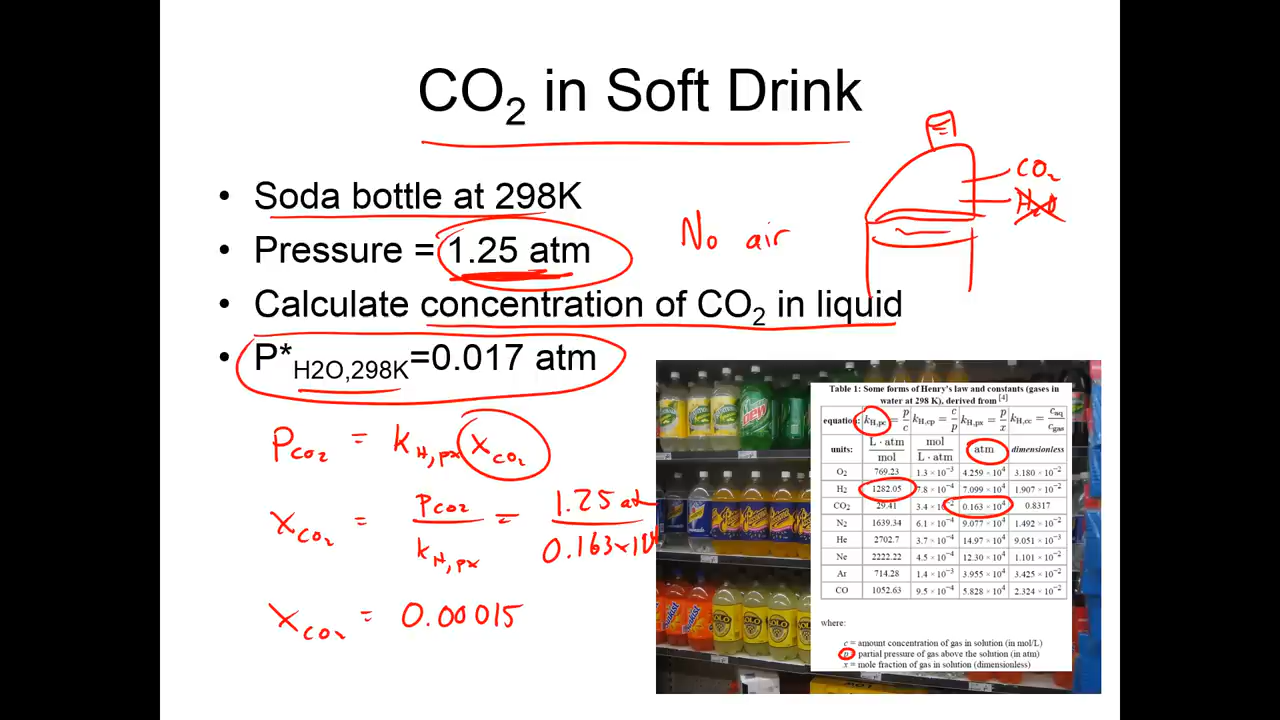 CO2 in Soft Drink
• Soda bottle at 298K
• Pressure = 1.25 atm
• Calculate concentration of CO2 in liquid
• P*H2O,298K=0.017 atm
No air
CO2
H2O
PCO2 = kH,px xCO2
xCO2 = PCO2 / kH,px = 1.25 at / 0.163x10
xCO2 = 0.00015
Table 1: Some forms of Henry's law and constants (gases in
water at 298 K), derived from [4]
equation: kH,pc = p/c kH,cp = c/p kH,px = p/x kH,cc = caq/cgas
units: L · atm/mol mol/L · atm atm dimensionless
O2 769.23 1.3 × 10−3 4.259 × 104 3.180 × 10−2
H2 1282.05 7.8 × 10−4 7.099 × 104 1.907 × 10−2
CO2 29.41 3.4 × 10−2 0.163 × 104 0.8317
N2 1639.34 6.1 × 10−4 9.077 × 104 1.492 × 10−2
He 2702.7 3.7 × 10−4 14.97 × 104 9.051 × 10−3
Ne 2222.22 4.5 × 10−4 12.30 × 104 1.101 × 10−2
Ar 714.28 1.4 × 10−3 3.955 × 104 3.425 × 10−2
CO 1052.63 9.5 × 10−4 5.828 × 104 2.324 × 10−2
where:
c = amount concentration of gas in solution (in mol/L)
p = partial pressure of gas above the solution (in atm)
x = mole fraction of gas in solution (dimensionless)
SOLO
SOLO